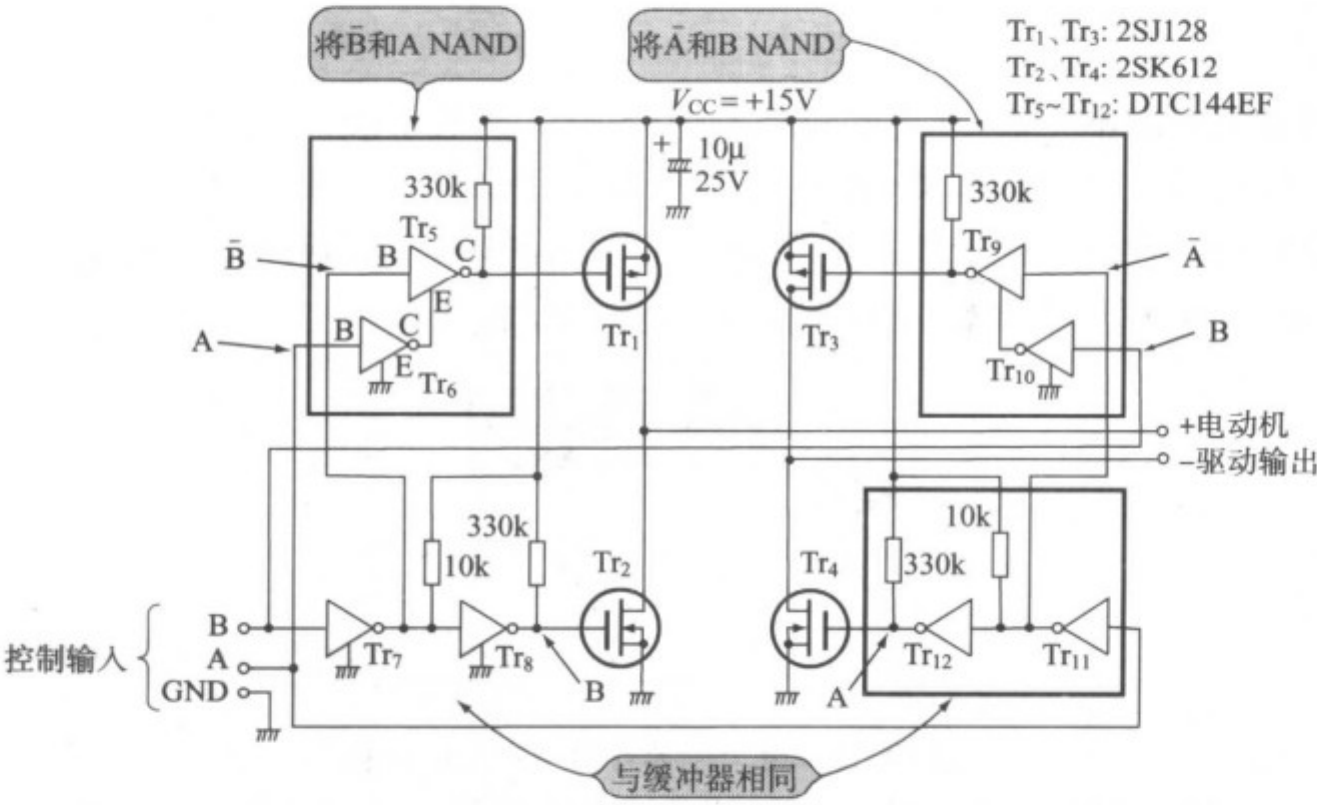 将B̄和A NAND
将Ā和B NAND
Tr₁、Tr₃: 2SJ128
Tr₂、Tr₄: 2SK612
Tr₅~Tr₁₂: DTC144EF
V_CC = +15V
+
10μ
25V
330k
330k
Tr₅
B
C
E
B̄
A
B
C
E
Tr₆
Tr₁
Tr₃
Tr₉
Tr₁₀
Ā
B
+电动机
-驱动输出
330k
10k
Tr₂
Tr₄
330k
10k
控制输入
B
A
GND
Tr₇
Tr₈
B
A
Tr₁₂
Tr₁₁
与缓冲器相同